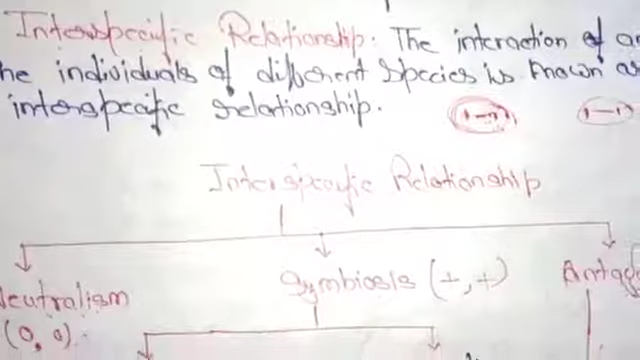 Interspecific Relationship. The interaction of
individuals of different species is known as
interspecific relationship.
Interspecific Relationship
Neutralism
Symbiosis (+, +)
(0, 0)